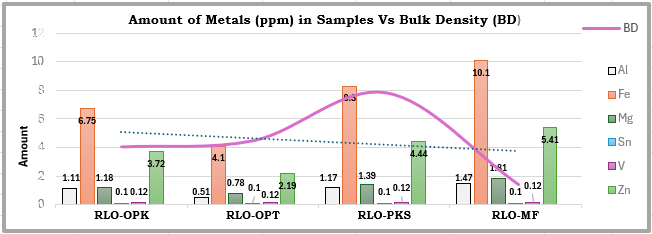 Amount of Metals (ppm) in Samples Vs Bulk Density (BD)
BD
Al
Fe
Mg
Sn
V
Zn
Amount
12
10
8
6
4
2
0
1.11 6.75 1.18 0.1 0.12 3.72
0.51 4.1 0.78 0.1 0.12 2.19
1.17 8.3 1.39 0.1 0.12 4.44
1.47 10.1 1.81 0.1 0.12 5.41
RLO-OPK RLO-OPT RLO-PKS RLO-MF